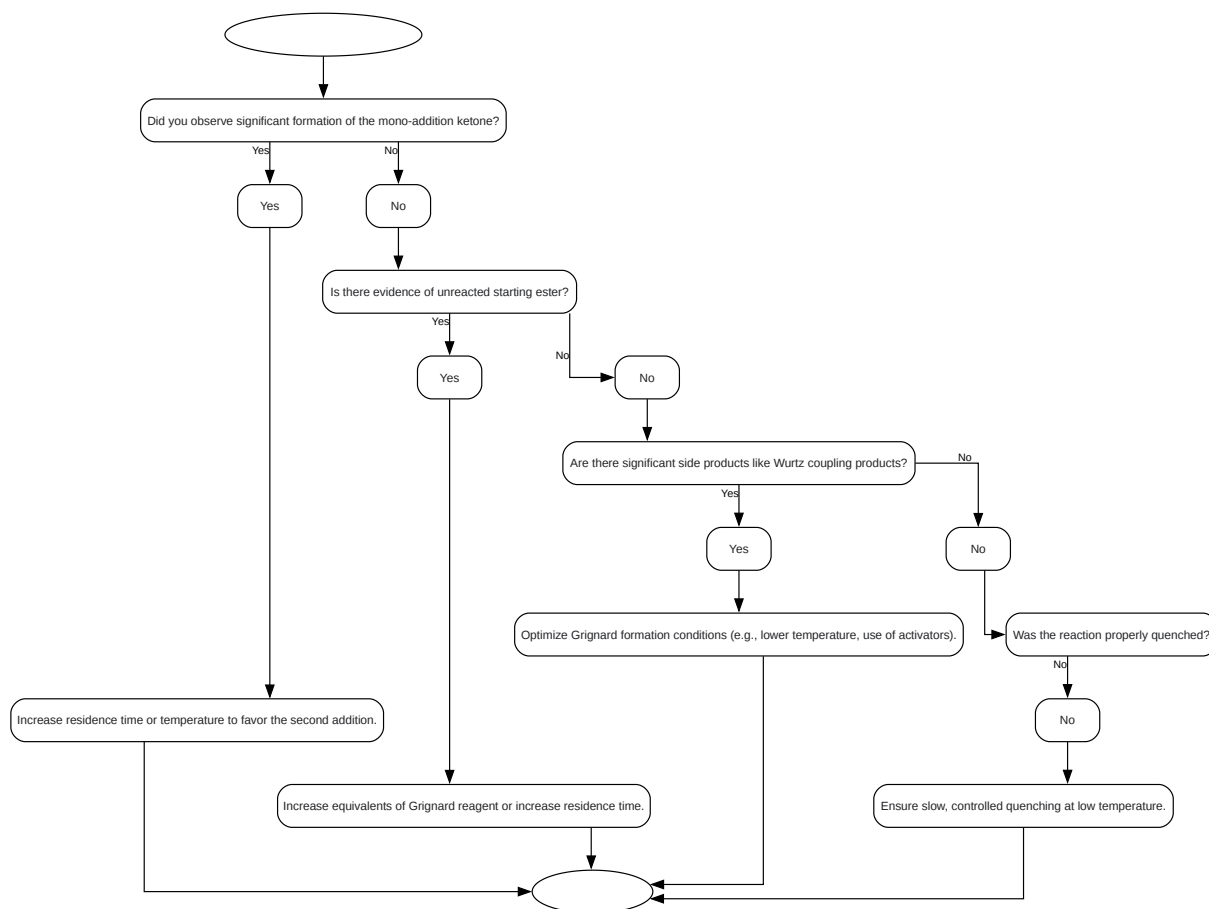 Did you observe significant formation of the mono-addition ketone?
Yes
No
Yes
No
Is there evidence of unreacted starting ester?
Yes
No
Yes
No
Are there significant side products like Wurtz coupling products?
No
Yes
Yes
No
Optimize Grignard formation conditions (e.g., lower temperature, use of activators).
Was the reaction properly quenched?
No
Increase residence time or temperature to favor the second addition.
No
Increase equivalents of Grignard reagent or increase residence time.
Ensure slow, controlled quenching at low temperature.